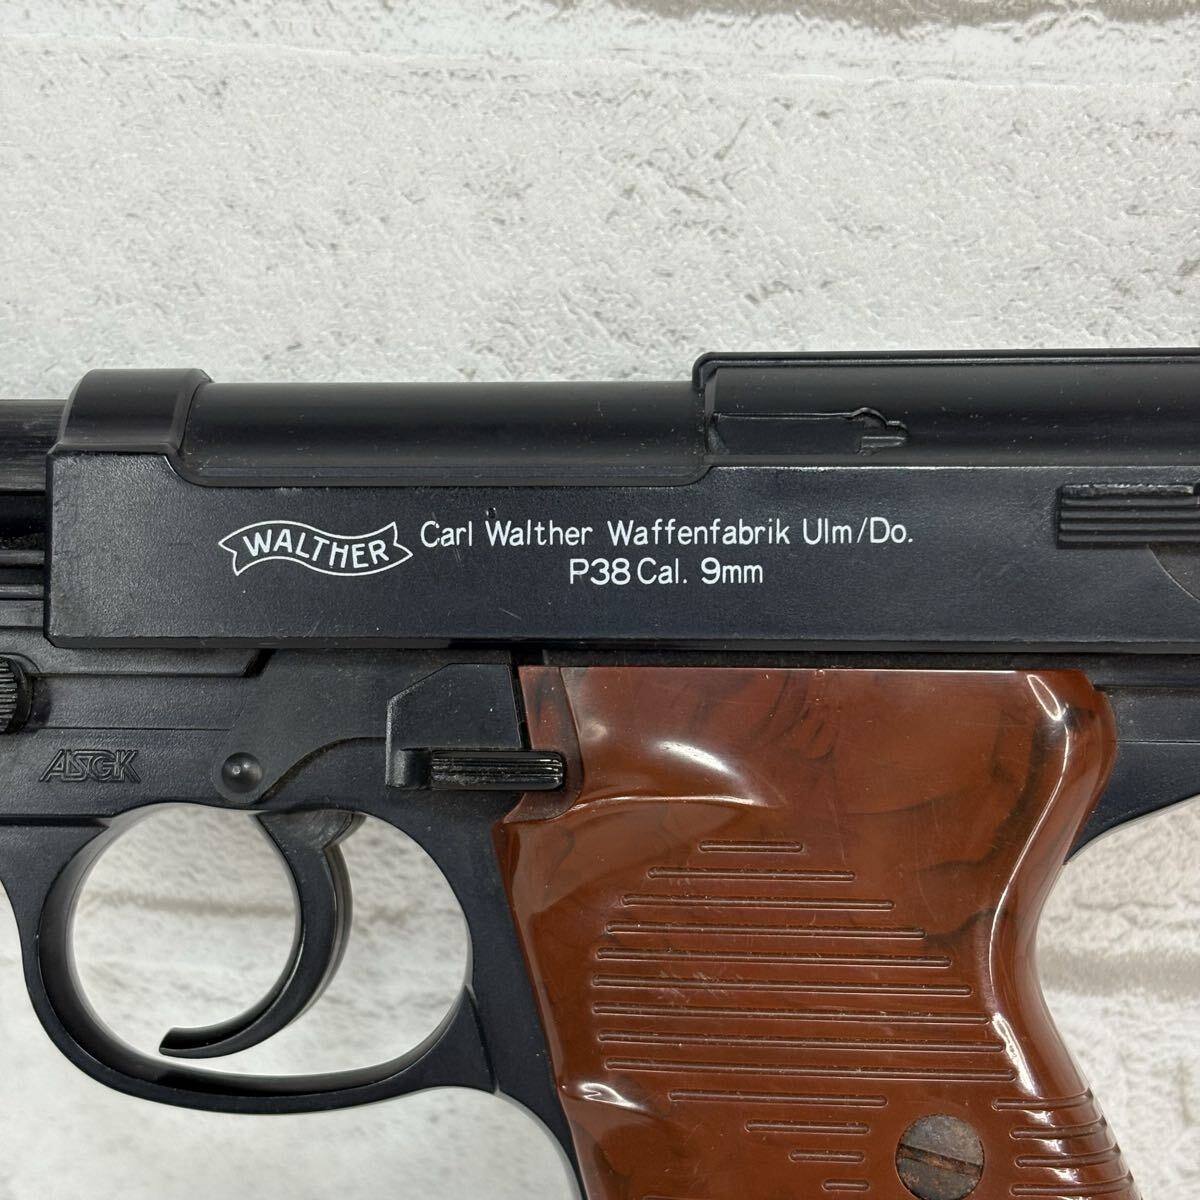 WALTHER Carl Walther Waffenfabrik Ulm/Do.
P38 Cal. 9mm
ASGK